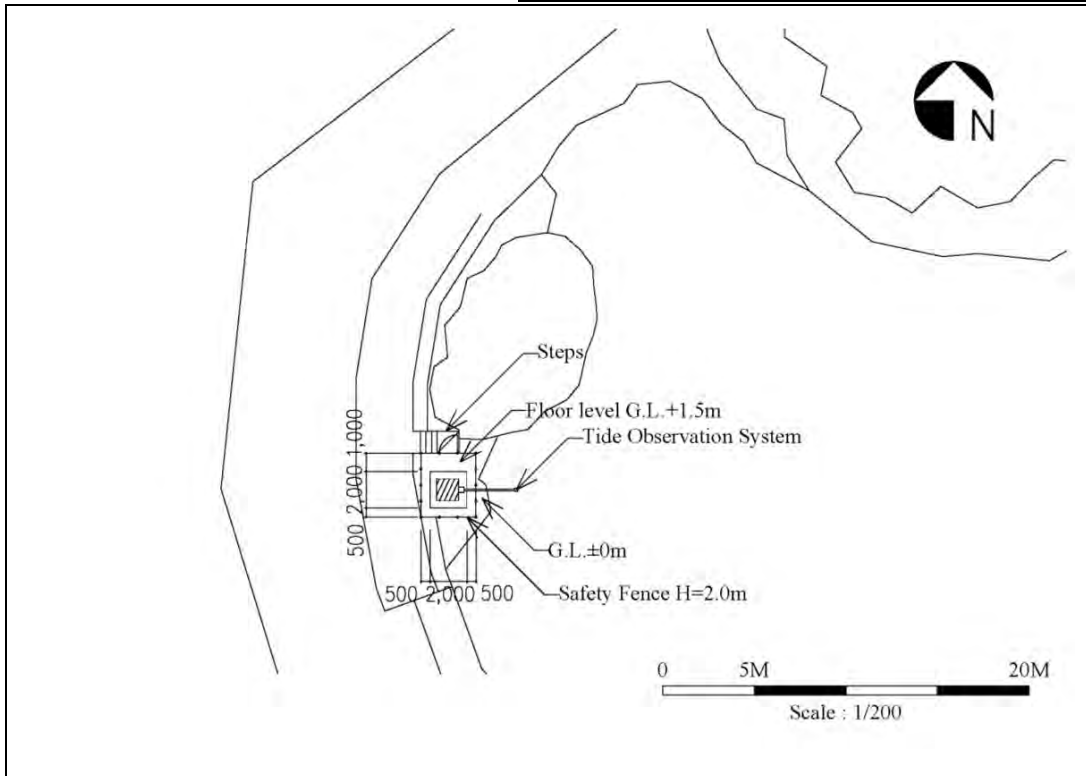 N
Steps
Floor level G.L.+1.5m
Tide Observation System
1,000
2,000
500
G.L.±0m
500 2,000 500
Safety Fence H=2.0m
0 5M 20M
Scale : 1/200